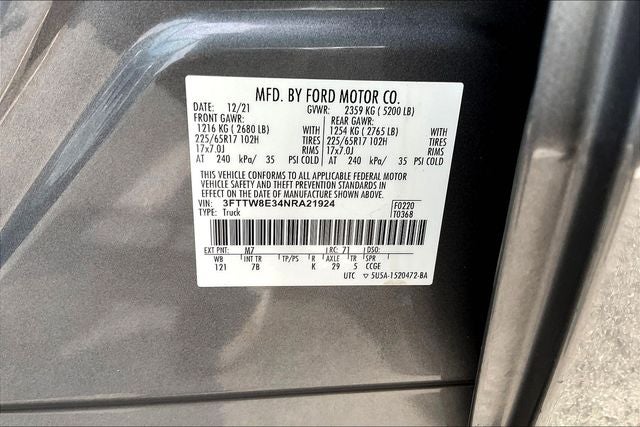 MFD. BY FORD MOTOR CO.
DATE: 12/21 GVWR: 2359 KG ( 5200 LB)
FRONT GAWR: REAR GAWR:
1216 KG ( 2680 LB) WITH 1254 KG ( 2765 LB) WITH
225/65R17 102H TIRES 225/65R17 102H TIRES
17x7.0J RIMS 17x7.0J RIMS
AT 240 kPa/ 35 PSI COLD AT 240 kPa/ 35 PSI COLD
THIS VEHICLE CONFORMS TO ALL APPLICABLE FEDERAL MOTOR
VEHICLE SAFETY AND THEFT PREVENTION STANDARDS IN
EFFECT ON THE DATE OF MANUFACTURE SHOWN ABOVE.
VIN: 3FTTW8E34NRA21924 F0220
TYPE: Truck T0368
EXT PNT: M7 RC: 71 DSO:
WB INT TR TP/PS R AXLE TR SPR
121 7B K 29 5 CCGE
UTC ▽ 5U5A-1520472-BA